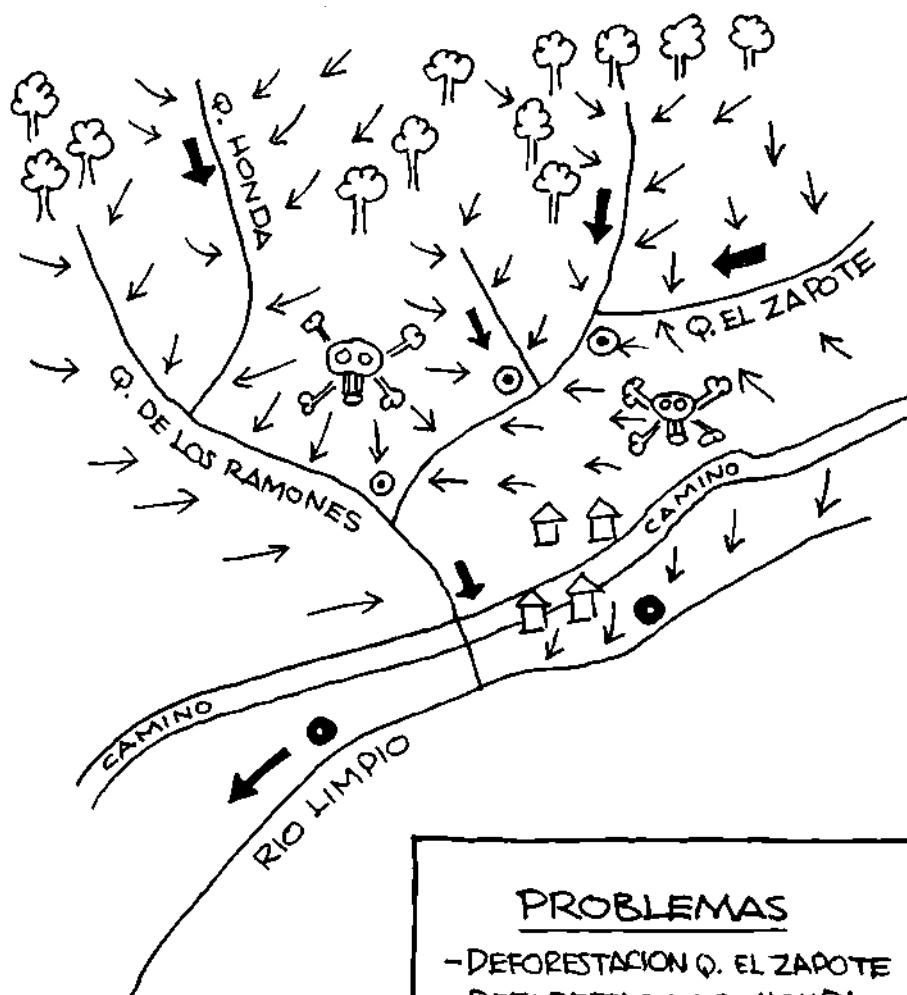 Q. HONDA
Q. EL ZAPOTE
Q. DE LOS RAMONES
CAMINO
CAMINO
RIO LIMPIO
PROBLEMAS
- DEFORESTACION Q. EL ZAPOTE